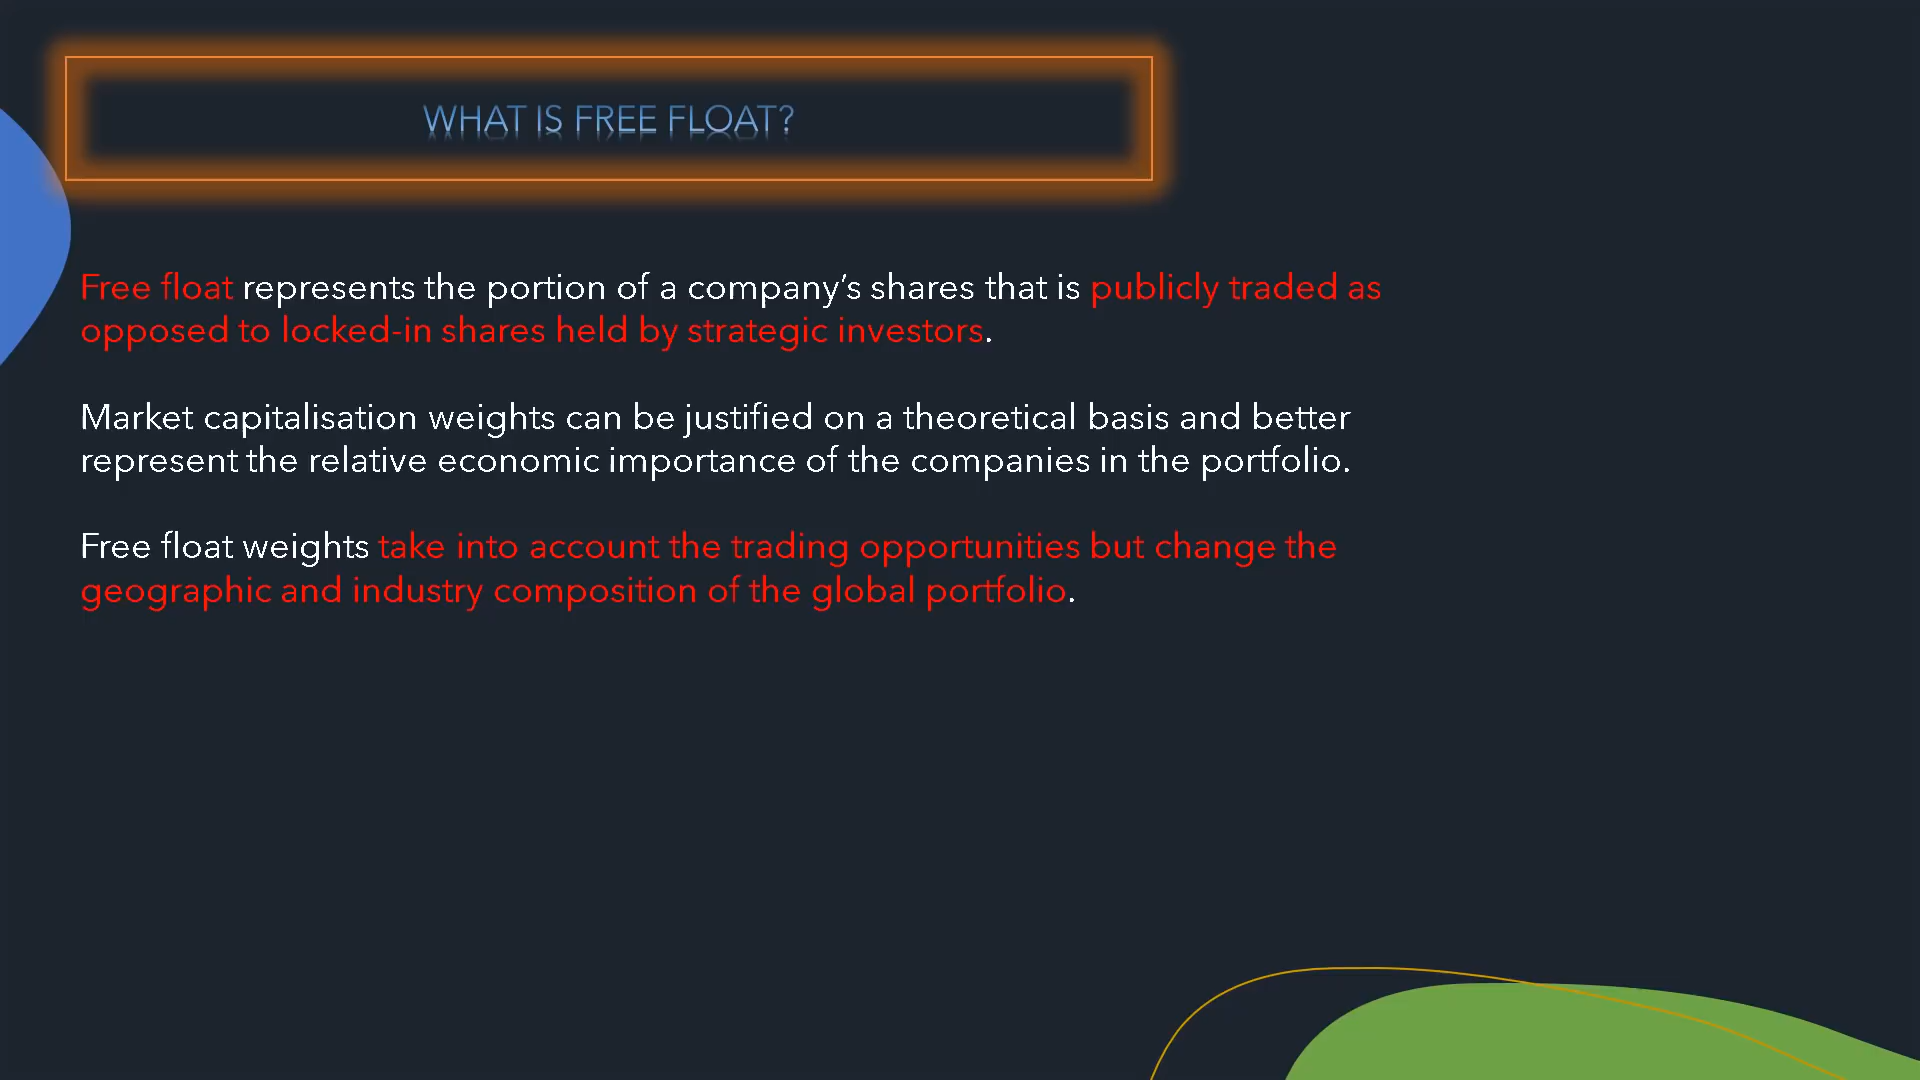 WHAT IS FREE FLOAT?
Free float represents the portion of a company’s shares that is publicly traded as
opposed to locked-in shares held by strategic investors.
Market capitalisation weights can be justified on a theoretical basis and better
represent the relative economic importance of the companies in the portfolio.
Free float weights take into account the trading opportunities but change the
geographic and industry composition of the global portfolio.